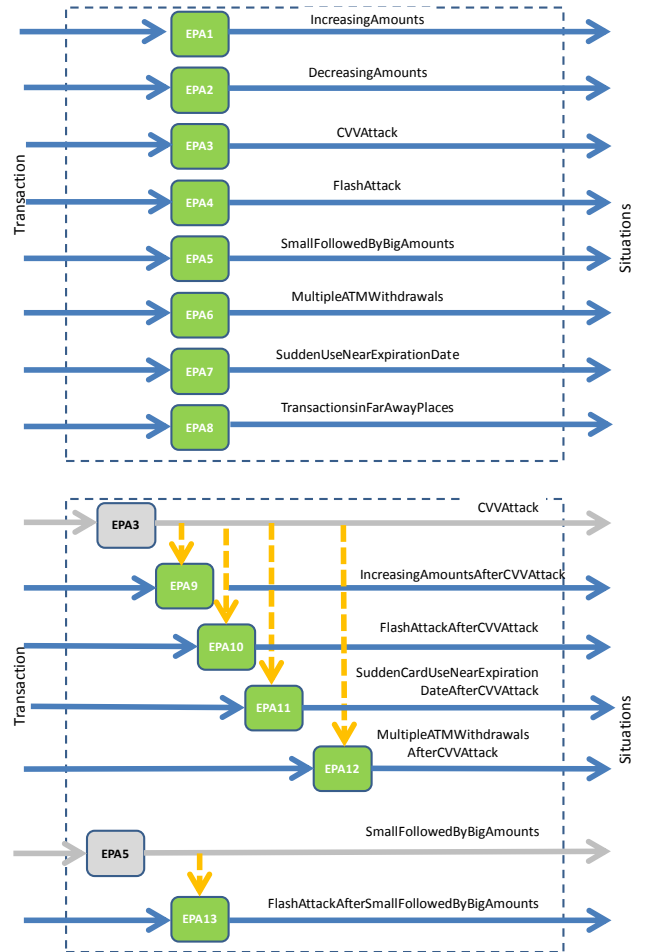 IncreasingAmounts
EPA1
DecreasingAmounts
EPA2
CVVAttack
EPA3
FlashAttack
EPA4
SmallFollowedByBigAmounts
EPA5
MultipleATMWithdrawals
EPA6
SuddenUseNearExpirationDate
EPA7
TransactionsinFarAwayPlaces
EPA8
Transaction
Situations
CVVAttack
EPA3
IncreasingAmountsAfterCVVAttack
EPA9
FlashAttackAfterCVVAttack
EPA10
SuddenCardUseNearExpiration
DateAfterCVVAttack
EPA11
MultipleATMWithdrawals
AfterCVVAttack
EPA12
Transaction
Situations
SmallFollowedByBigAmounts
EPA5
FlashAttackAfterSmallFollowedByBigAmounts
EPA13